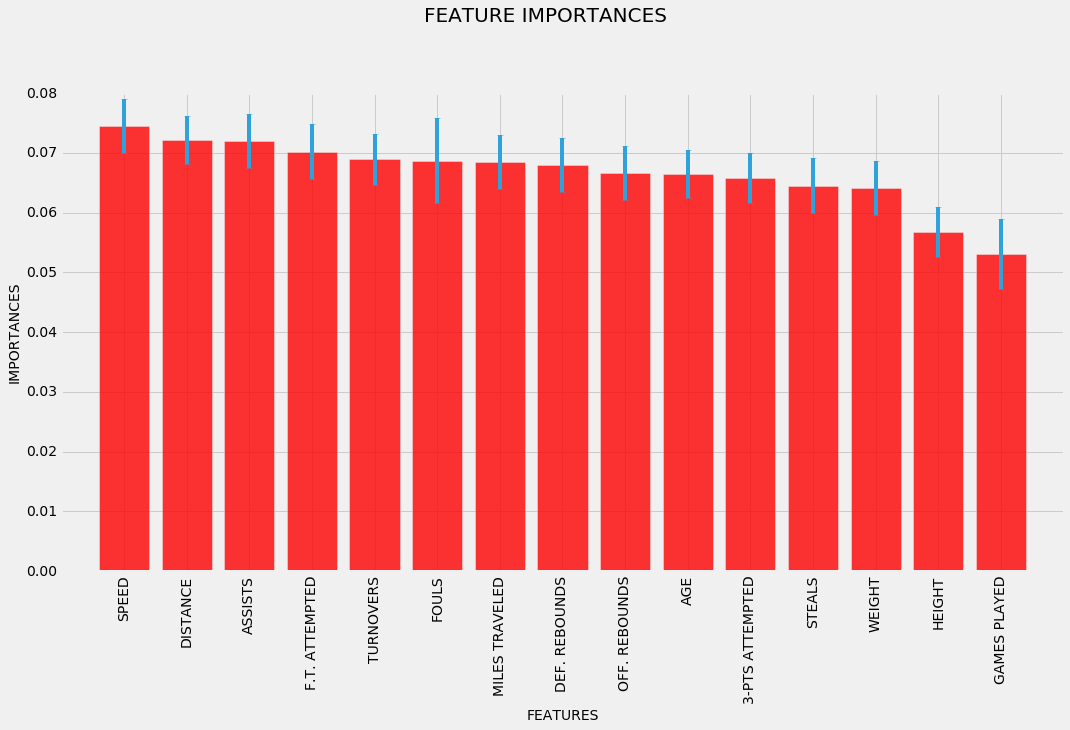 FEATURE IMPORTANCES
IMPORTANCES
0.08
0.07
0.06
0.05
0.04
0.03
0.02
0.01
0.00
SPEED
DISTANCE
ASSISTS
F.T. ATTEMPTED
TURNOVERS
FOULS
MILES TRAVELED
DEF. REBOUNDS
OFF. REBOUNDS
AGE
3-PTS ATTEMPTED
STEALS
WEIGHT
HEIGHT
GAMES PLAYED
FEATURES